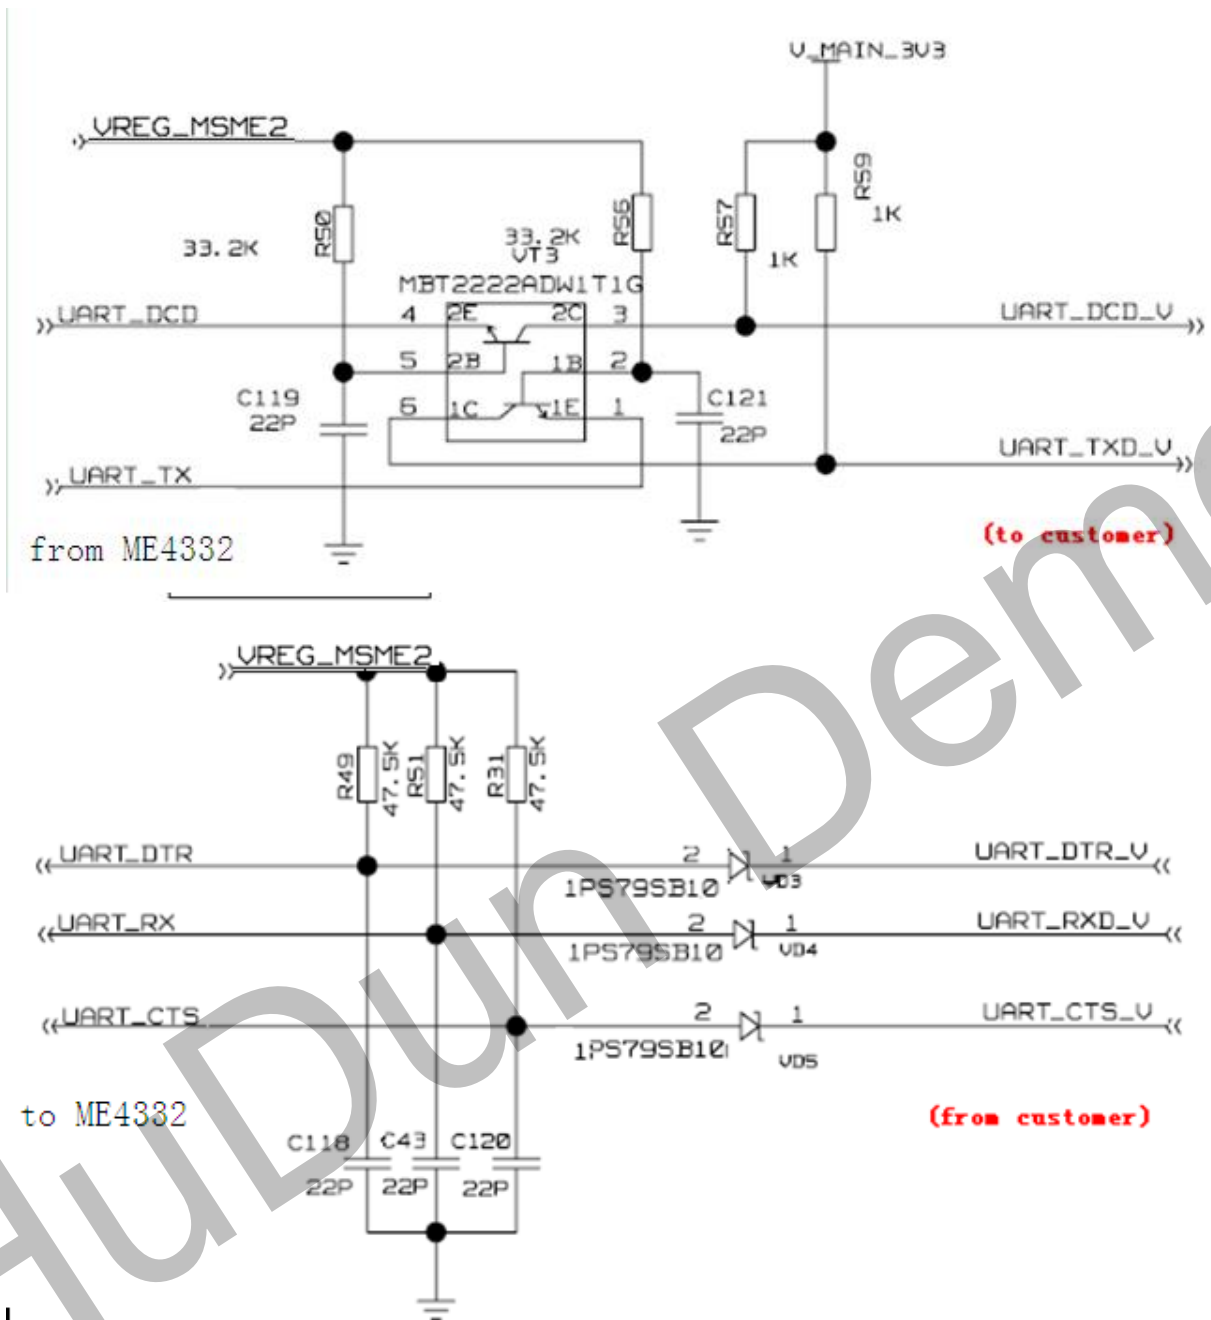 V_MAIN_3V3
VREG_MSME2
R50
33.2K
R56
33.2K
R57
1K
R59
1K
VT3
MBT2222ADW1T1G
UART_DCD
4
2E
2C
3
UART_DCD_V
5
2B
1B
2
C119
22P
6
1C
1E
1
C121
22P
UART_TXD_V
UART_TX
from ME4332
(to customer)
VREG_MSME2
R49
47.5K
R51
47.5K
R31
47.5K
UART_DTR
2
1
UART_DTR_V
1PS79SB10
VD3
UART_RX
2
1
UART_RXD_V
1PS79SB10
VD4
UART_CTS
2
1
UART_CTS_V
1PS79SB10
VD5
to ME4332
(from customer)
C118
C43
C120
22P
22P
22P
HuDun Demo